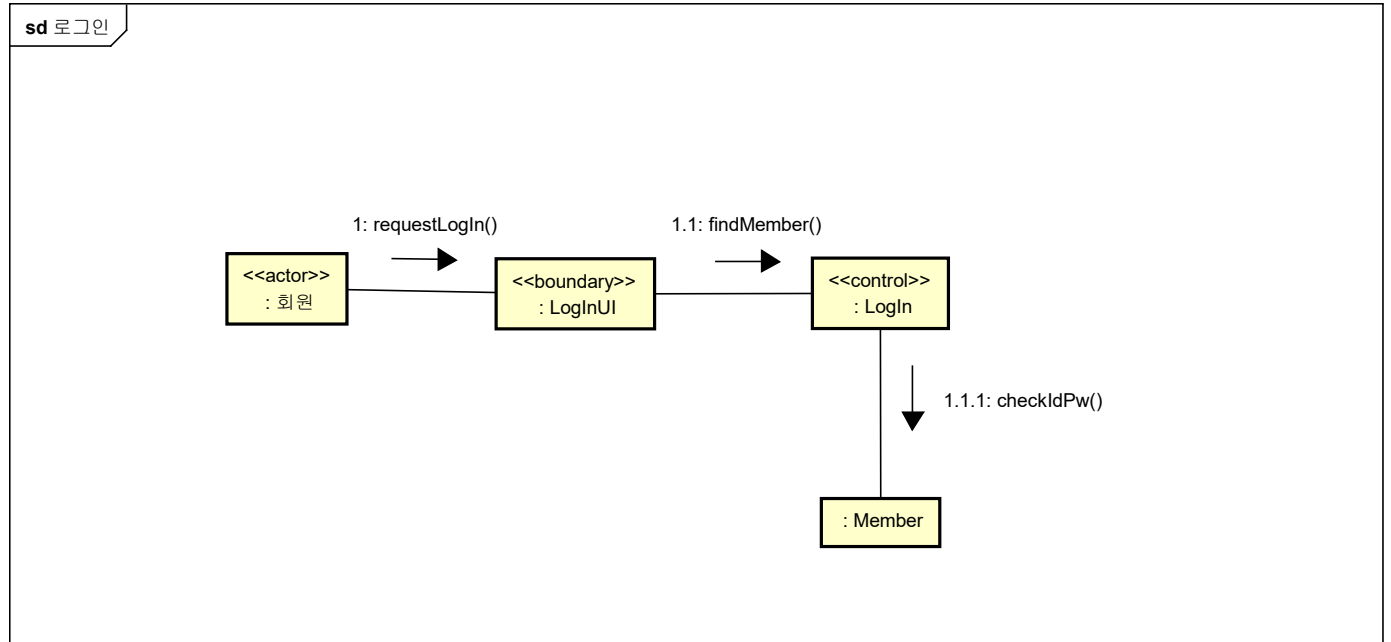 sd 로그인
1: requestLogIn()
1.1: findMember()
<<actor>>
: 회원
<<boundary>>
: LogInUI
<<control>>
: LogIn
1.1.1: checkIdPw()
: Member